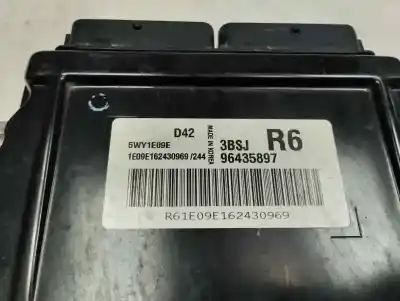 D42
5WY1E09E
1E09E162430969 /244
MADE IN KOREA
3BSJ R6
96435897
R61E09E162430969